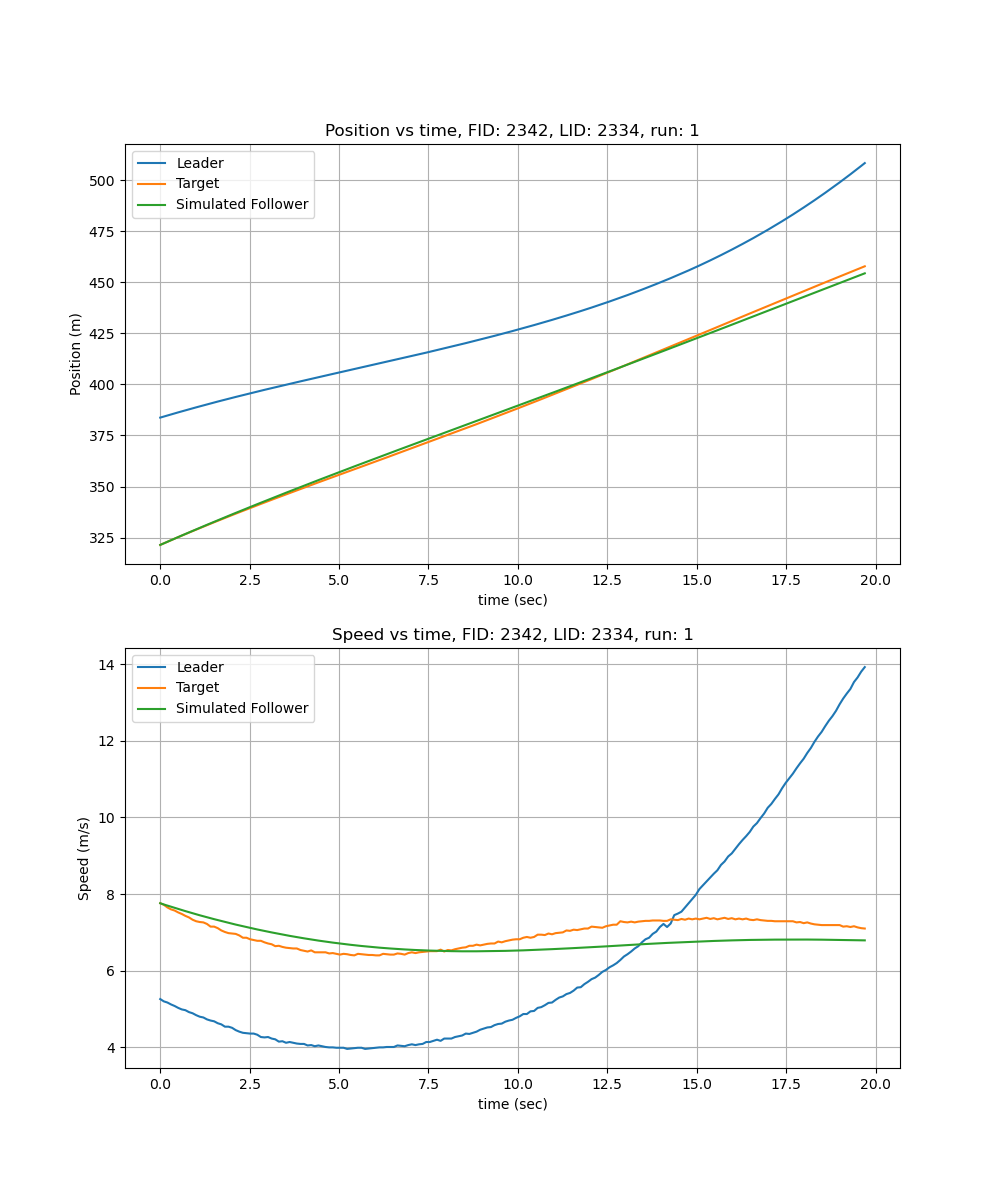 Position vs time, FID: 2342, LID: 2334, run: 1
Leader
Target
Simulated Follower
500
475
450
425
400
375
350
325
Position (m)
0.0 2.5 5.0 7.5 10.0 12.5 15.0 17.5 20.0
time (sec)
Speed vs time, FID: 2342, LID: 2334, run: 1
Leader
Target
Simulated Follower
14
12
10
8
6
4
Speed (m/s)
0.0 2.5 5.0 7.5 10.0 12.5 15.0 17.5 20.0
time (sec)